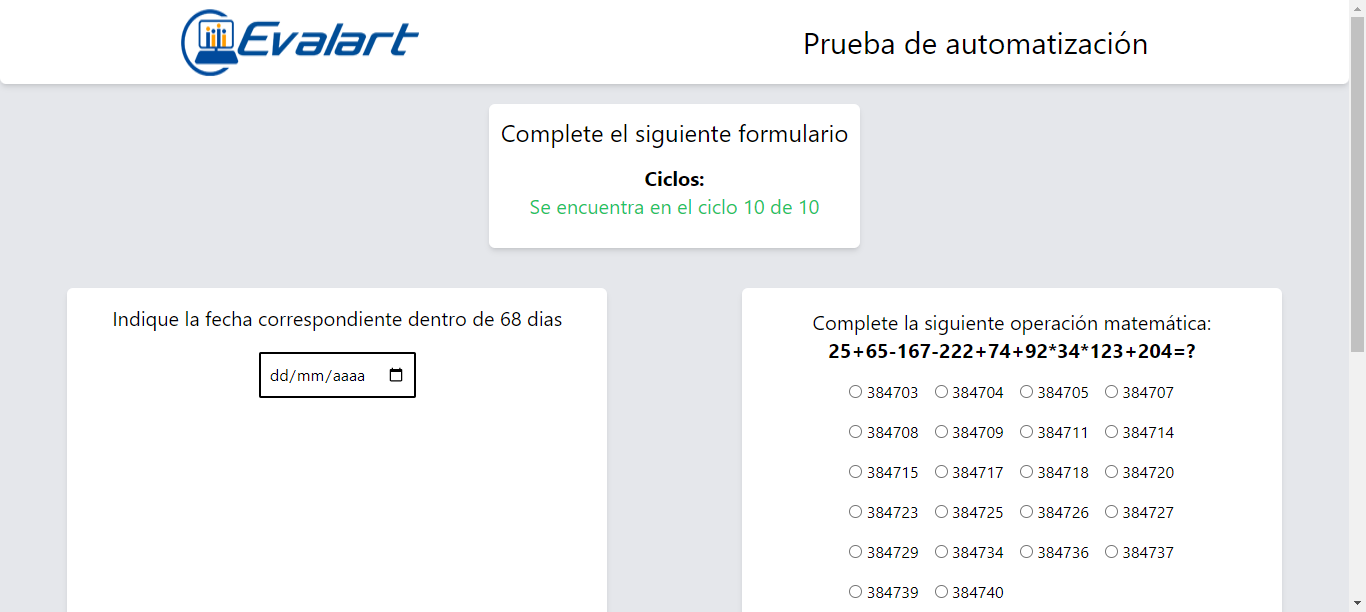 Evalart
Prueba de automatización
Complete el siguiente formulario
Ciclos:
Se encuentra en el ciclo 10 de 10
Indique la fecha correspondiente dentro de 68 dias
dd/mm/aaaa
Complete la siguiente operación matemática:
25+65-167-222+74+92*34*123+204=?
384703 384704 384705 384707
384708 384709 384711 384714
384715 384717 384718 384720
384723 384725 384726 384727
384729 384734 384736 384737
384739 384740